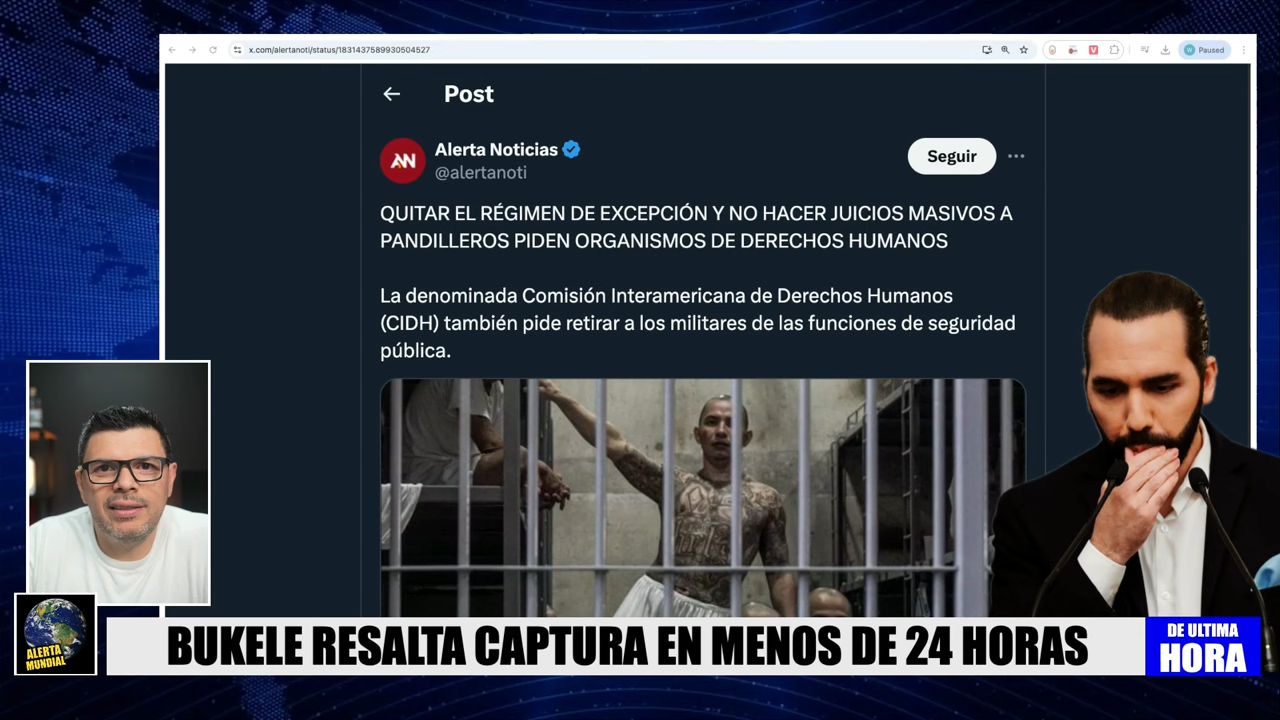 x.com/alertanoti/status/1831437589930504527
Paused
Post
AN
Alerta Noticias
@alertanoti
Seguir
QUITAR EL RÉGIMEN DE EXCEPCIÓN Y NO HACER JUICIOS MASIVOS A
PANDILLEROS PIDEN ORGANISMOS DE DERECHOS HUMANOS
La denominada Comisión Interamericana de Derechos Humanos
(CIDH) también pide retirar a los militares de las funciones de seguridad
pública.
ALERTA
MUNDIAL
BUKELE RESALTA CAPTURA EN MENOS DE 24 HORAS
DE ULTIMA
HORA